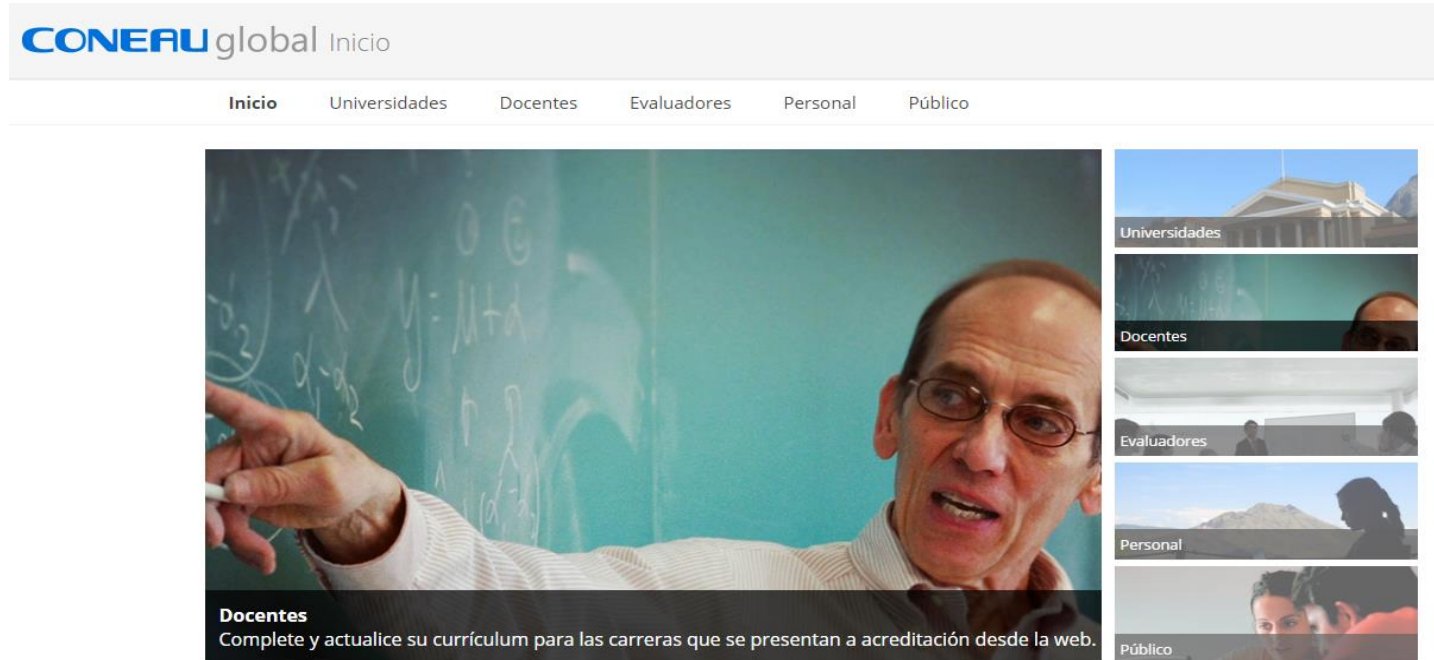 CONEAU global Inicio
Inicio Universidades Docentes Evaluadores Personal Público
Docentes
Complete y actualice su currículum para las carreras que se presentan a acreditación desde la web.
Universidades
Docentes
Evaluadores
Personal
Público